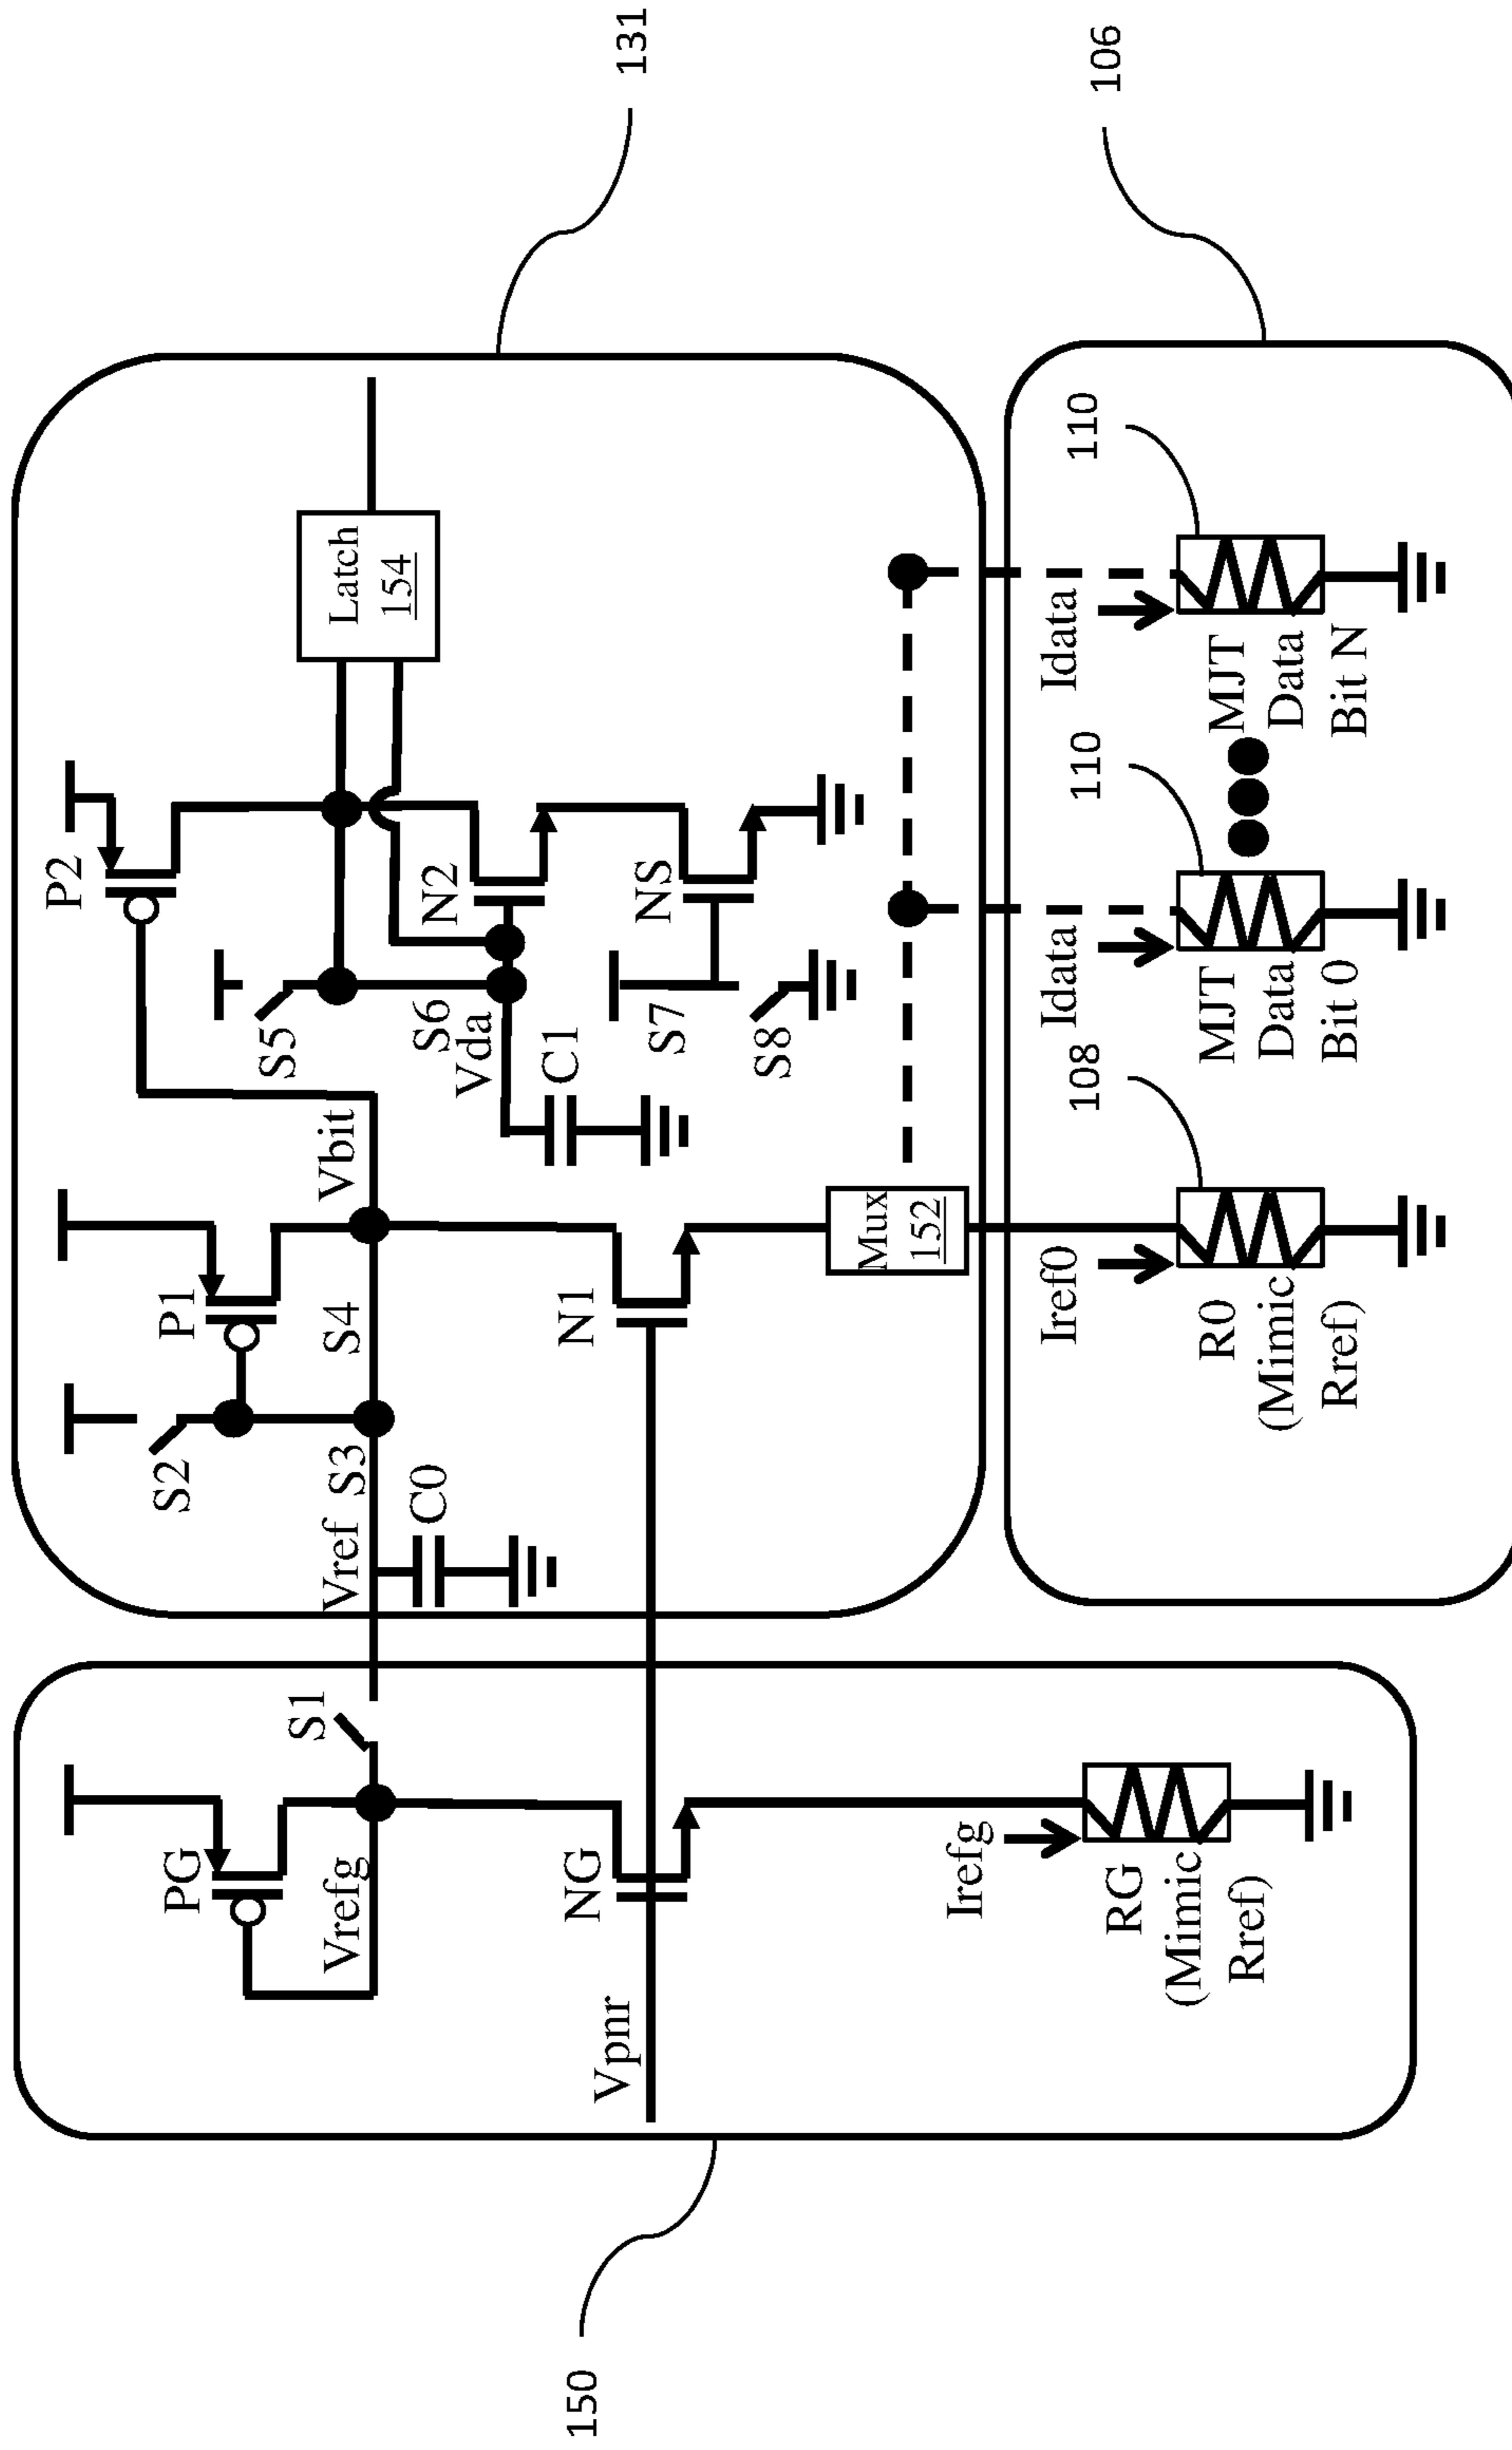 150
PG
Vrefg
S1
Vpnr
NG
Irefg
RG
(Mimic
Rref)
131
S2
P1
Vref
S3
S4
Vbit
C0
N1
Mux
152
P2
S5
S6
Vda
C1
N2
NS
S7
S8
Latch
154
106
Iref0
108
R0
(Mimic
Rref)
Idata
110
MJT
Data
Bit 0
Idata
110
MJT
Data
Bit N